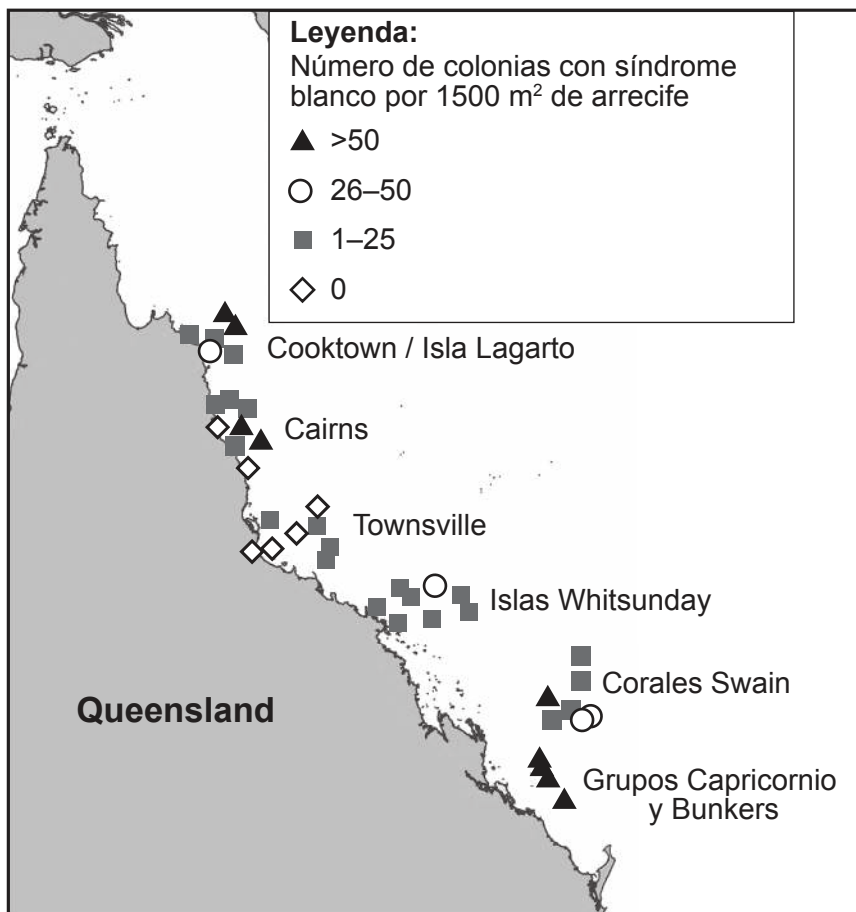 Leyenda:
Número de colonias con síndrome
blanco por 1500 m² de arrecife
>50
26–50
1–25
0
Cooktown / Isla Lagarto
Cairns
Townsville
Islas Whitsunday
Corales Swain
Queensland
Grupos Capricornio
y Bunkers